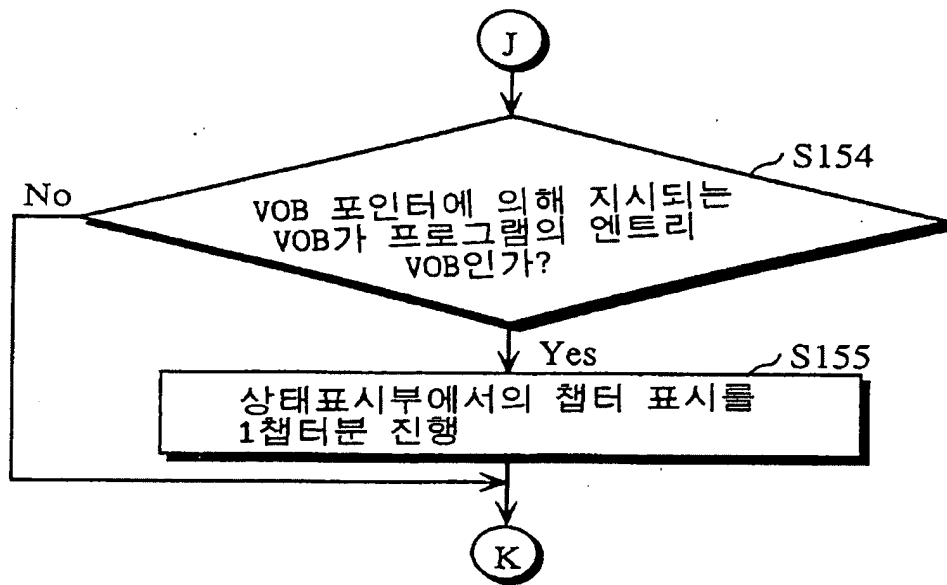 J
S154
No
VOB 포인터에 의해 지시되는
VOB가 프로그램의 엔트리
VOB인가?
Yes
S155
상태표시부에서의 챕터 표시를
1챕터분 진행
K